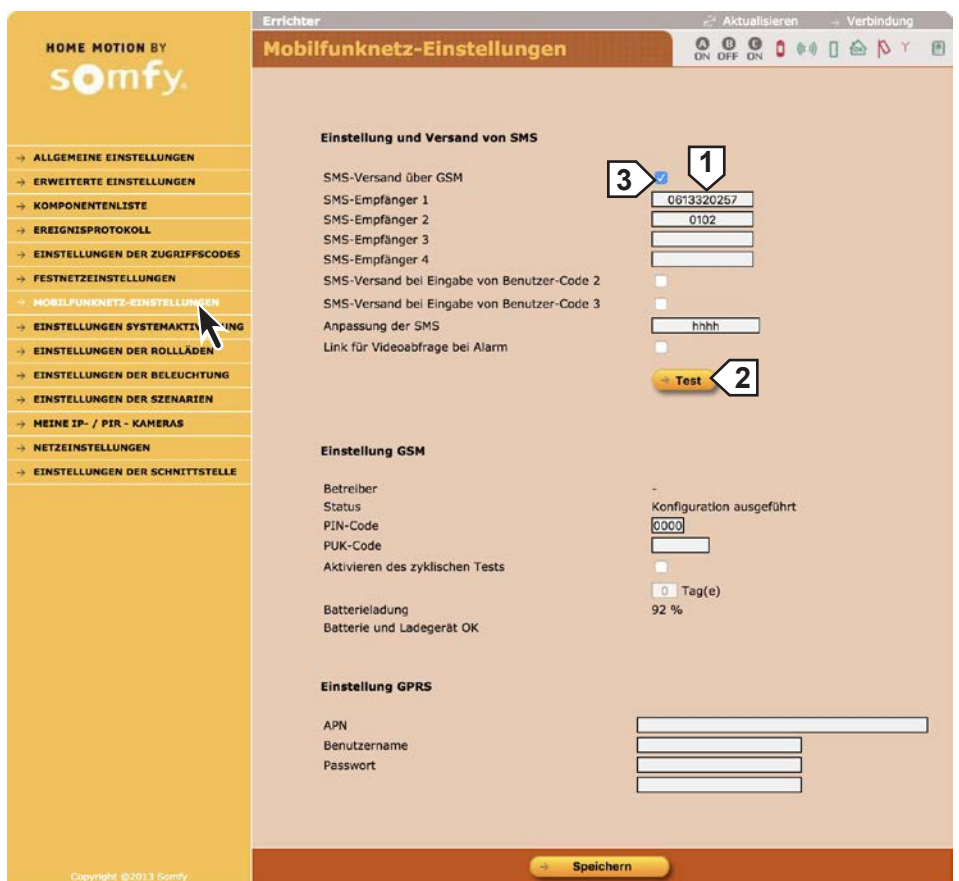 Errichter
Aktualisieren
Verbindung
HOME MOTION BY
somfy.
Mobilfunknetz-Einstellungen
A B C
ON OFF ON
ALLGEMEINE EINSTELLUNGEN
ERWEITERTE EINSTELLUNGEN
KOMPONENTENLISTE
EREIGNISPROTOKOLL
EINSTELLUNGEN DER ZUGRIFFSCODES
FESTNETZEINSTELLUNGEN
MOBILFUNKNETZ-EINSTELLUNGEN
EINSTELLUNGEN
EINSTELLUNGEN DER ROLLLÄDEN
EINSTELLUNGEN DER BELEUCHTUNG
EINSTELLUNGEN DER SZENARIEN
MEINE IP- / PIR - KAMERAS
NETZEINSTELLUNGEN
EINSTELLUNGEN DER SCHNITTSTELLE
Einstellung und Versand von SMS
SMS-Versand über GSM 3 1
SMS-Empfänger 1 0613320257
SMS-Empfänger 2 0102
SMS-Empfänger 3
SMS-Empfänger 4
SMS-Versand bei Eingabe von Benutzer-Code 2
SMS-Versand bei Eingabe von Benutzer-Code 3
Anpassung der SMS hhhh
Link für Videoabfrage bei Alarm
Test 2
Einstellung GSM
Betreiber -
Status Konfiguration ausgeführt
PIN-Code 0000
PUK-Code
Aktivieren des zyklischen Tests
0 Tag(e)
Batterieladung 92 %
Batterie und Ladegerät OK
Einstellung GPRS
APN
Benutzername
Passwort
Speichern
Copyright ©2013 Somfy